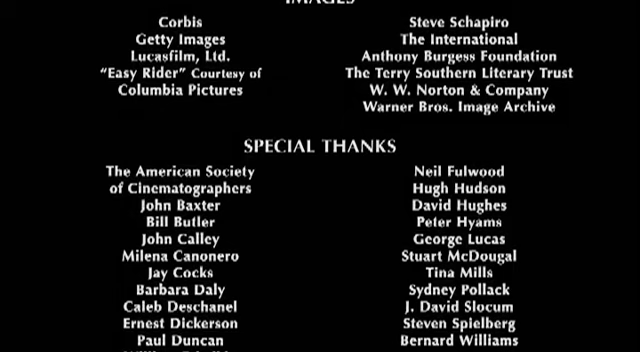 IMAGES
Corbis
Getty Images
Lucasfilm, Ltd.
“Easy Rider” Courtesy of
Columbia Pictures
Steve Schapiro
The International
Anthony Burgess Foundation
The Terry Southern Literary Trust
W. W. Norton & Company
Warner Bros. Image Archive
SPECIAL THANKS
The American Society
of Cinematographers
John Baxter
Bill Butler
John Calley
Milena Canonero
Jay Cocks
Barbara Daly
Caleb Deschanel
Ernest Dickerson
Paul Duncan
Neil Fulwood
Hugh Hudson
David Hughes
Peter Hyams
George Lucas
Stuart McDougal
Tina Mills
Sydney Pollack
J. David Slocum
Steven Spielberg
Bernard Williams